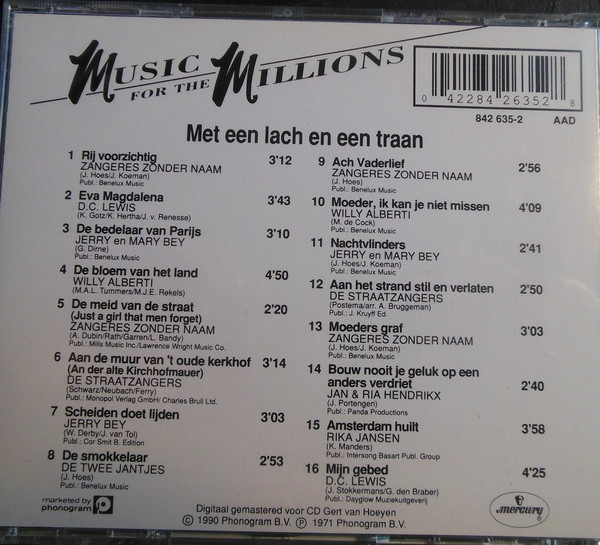 MUSIC FOR THE MILLIONS
0 42284 26352 8
842 635-2 AAD
Met een lach en een traan
1 Rij voorzichtig 3'12
ZANGERES ZONDER NAAM
(J. Hoes/J. Koeman)
Publ.: Benelux Music
2 Eva Magdalena 3'43
D.C. LEWIS
(K. Gotz/K. Hertha/J. v. Renesse)
3 De bedelaar van Parijs 3'10
JERRY en MARY BEY
(G. Dirne)
Publ.: Benelux Music
4 De bloem van het land 4'50
WILLY ALBERTI
(M.A.L. Tummers/M.J.E. Rekels)
5 De meid van de straat 2'20
(Just a girl that men forget)
ZANGERES ZONDER NAAM
(A. Dubin/Rath/Garren/L. Bandy)
Publ.: Mills Music Inc./Lawrence Wright Music Co.
6 Aan de muur van 't oude kerkhof 3'14
(An der alte Kirchhofmauer)
DE STRAATZANGERS
(Schwarz/Neubach/Ferry)
Publ.: Monopol Verlag GmbH/ Charles Brull Ltd.
7 Scheiden doet lijden 3'03
JERRY BEY
(W. Derby/J. van Tol)
Publ.: Cor Smit B. Edition
8 De smokkelaar 2'53
DE TWEE JANTJES
(J. Hoes)
Publ.: Benelux Music
9 Ach Vaderlief 2'56
ZANGERES ZONDER NAAM
(J. Hoes)
Publ.: Benelux Music
10 Moeder, ik kan je niet missen 4'09
WILLY ALBERTI
(M. de Cock)
Publ.: Benelux Music
11 Nachtvlinders 2'41
JERRY en MARY BEY
(J. Hoes/J. Koeman)
Publ.: Benelux Music
12 Aan het strand stil en verlaten 2'50
DE STRAATZANGERS
(Postema/arr. A. Bruggeman)
Publ.: J. Kruyff Ed.
13 Moeders graf 3'03
ZANGERES ZONDER NAAM
(J. Hoes/J. Koeman)
Publ.: Benelux Music
14 Bouw nooit je geluk op een
anders verdriet 2'40
JAN & RIA HENDRIKX
(J. Portengen)
Publ.: Panda Productions
15 Amsterdam huilt 3'58
RIKA JANSEN
(K. Manders)
Publ.: Intersong Basart Publ. Group
16 Mijn gebed 4'25
D.C. LEWIS
(J. Stokkermans/G. den Braber)
Publ.: Dayglow Muziekuitgeverij
marketed by
phonogram
Digitaal gemastered voor CD Gert van Hoeyen
© 1990 Phonogram B.V. ℗ 1971 Phonogram B.V.
mercury